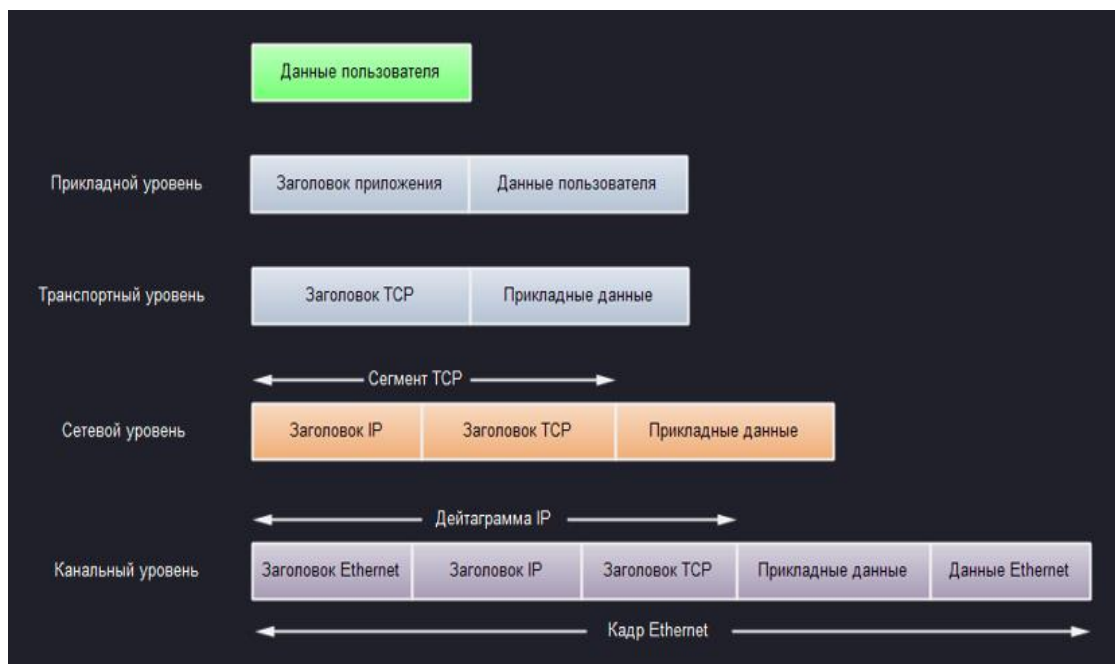 Данные пользователя
Прикладной уровень
Заголовок приложения
Данные пользователя
Транспортный уровень
Заголовок TCP
Прикладные данные
Сегмент TCP
Сетевой уровень
Заголовок IP
Заголовок TCP
Прикладные данные
Дейтаграмма IP
Канальный уровень
Заголовок Ethernet
Заголовок IP
Заголовок TCP
Прикладные данные
Данные Ethernet
Кадр Ethernet